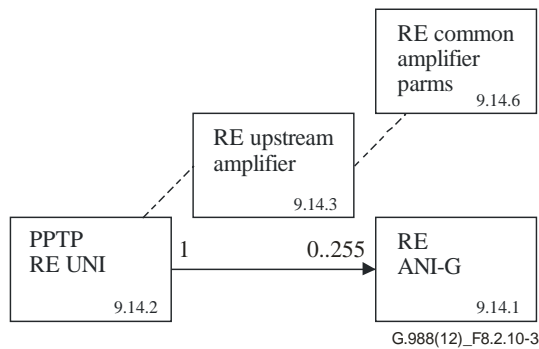 RE common
amplifier
parms
9.14.6
RE upstream
amplifier
9.14.3
PPTP
RE UNI
9.14.2
1
0..255
RE
ANI-G
9.14.1
G.988(12)_F8.2.10-3